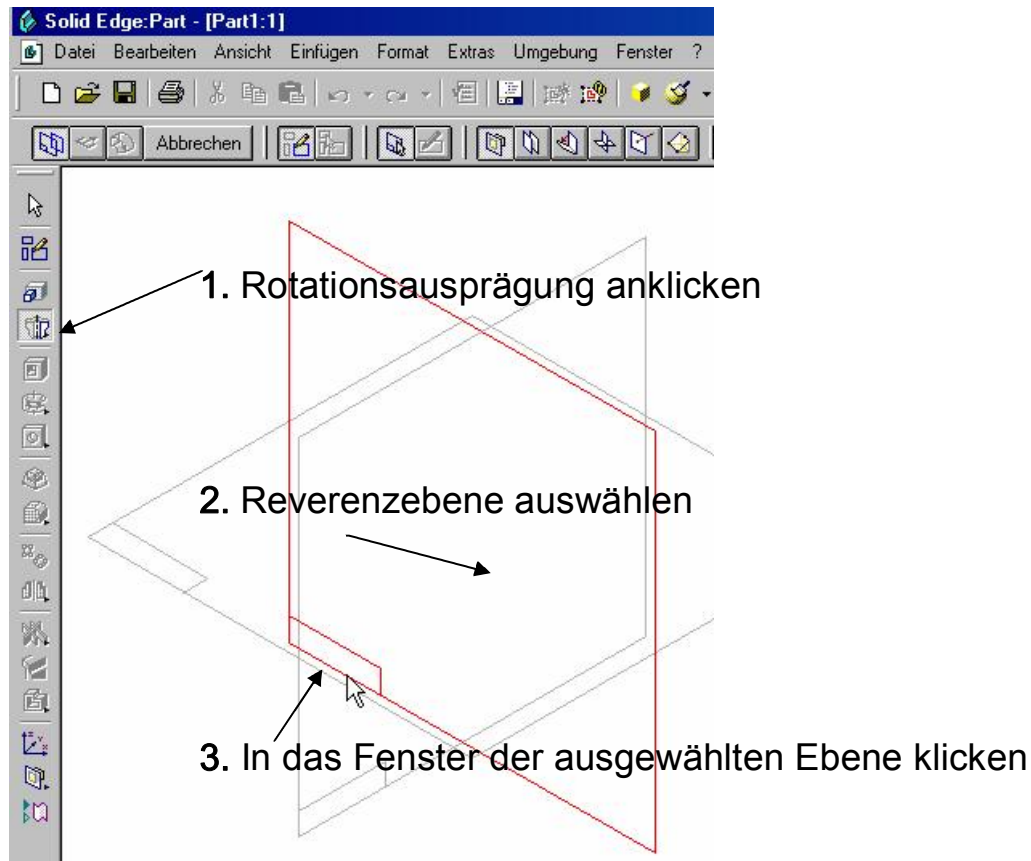 Solid Edge:Part - [Part1:1]
Datei Bearbeiten Ansicht Einfügen Format Extras Umgebung Fenster ?
Abbrechen
1. Rotationsausprägung anklicken
2. Reverenzebene auswählen
3. In das Fenster der ausgewählten Ebene klicken